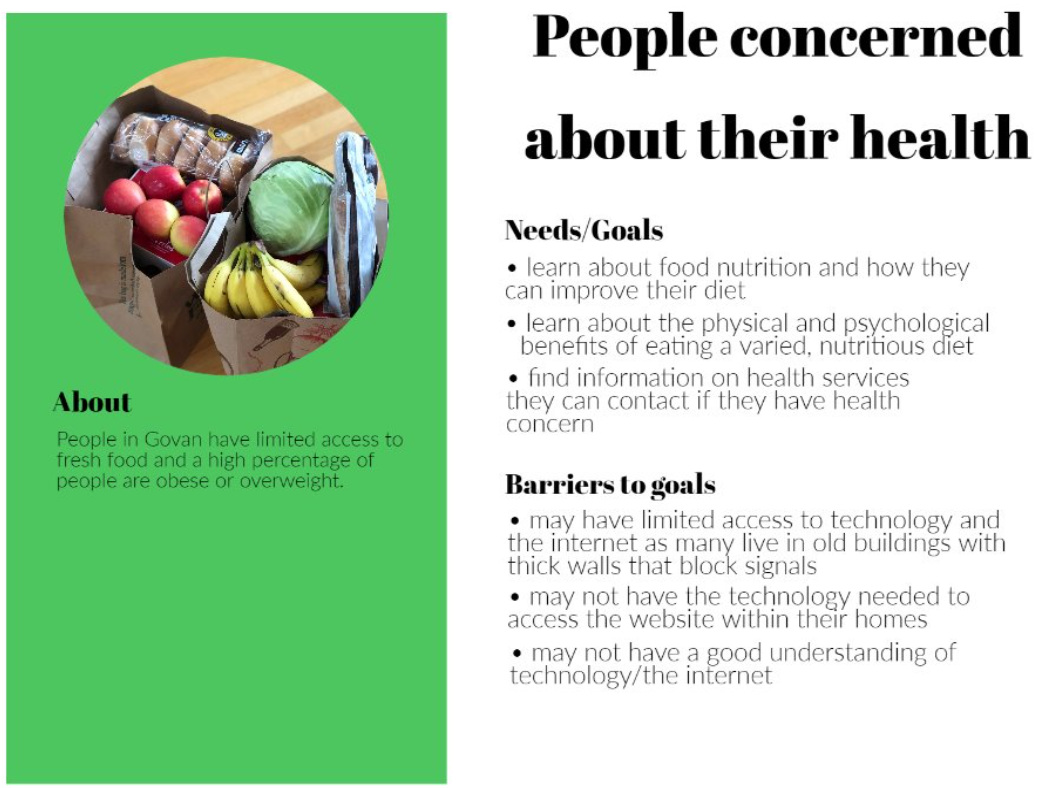 People concerned
about their health
About
People in Govan have limited access to
fresh food and a high percentage of
people are obese or overweight.
Needs/Goals
• learn about food nutrition and how they
can improve their diet
• learn about the physical and psychological
benefits of eating a varied, nutritious diet
• find information on health services
they can contact if they have health
concern
Barriers to goals
• may have limited access to technology and
the internet as many live in old buildings with
thick walls that block signals
• may not have the technology needed to
access the website within their homes
• may not have a good understanding of
technology/the internet